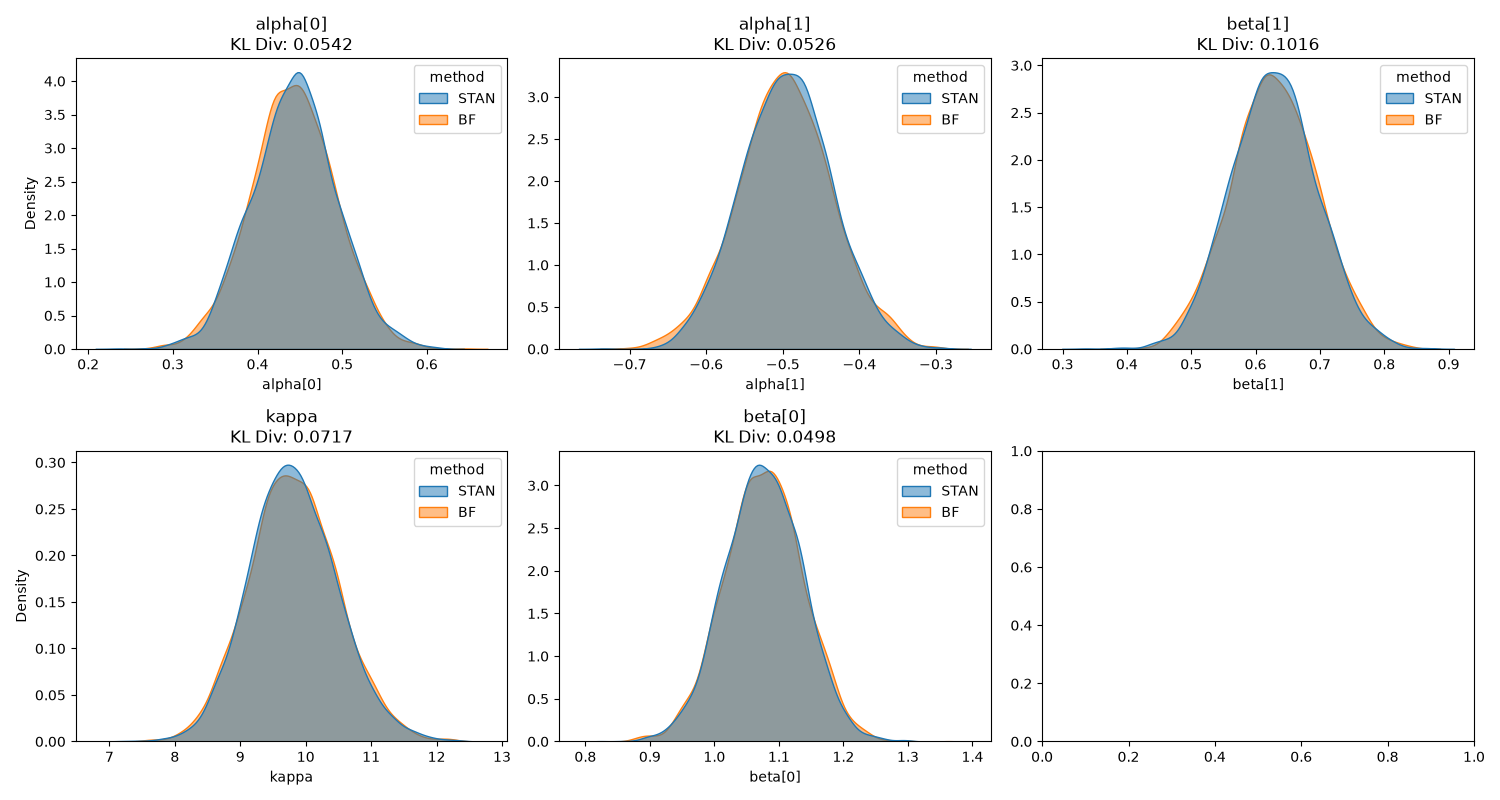 alpha[0]
KL Div: 0.0542
4.0
3.5
3.0
2.5
2.0
1.5
1.0
0.5
0.0
Density
0.2 0.3 0.4 0.5 0.6
alpha[0]
method
STAN
BF
alpha[1]
KL Div: 0.0526
3.0
2.5
2.0
1.5
1.0
0.5
0.0
−0.7 −0.6 −0.5 −0.4 −0.3
alpha[1]
method
STAN
BF
beta[1]
KL Div: 0.1016
3.0
2.5
2.0
1.5
1.0
0.5
0.0
0.3 0.4 0.5 0.6 0.7 0.8 0.9
beta[1]
method
STAN
BF
kappa
KL Div: 0.0717
0.30
0.25
0.20
0.15
0.10
0.05
0.00
Density
7 8 9 10 11 12 13
kappa
method
STAN
BF
beta[0]
KL Div: 0.0498
3.0
2.5
2.0
1.5
1.0
0.5
0.0
0.8 0.9 1.0 1.1 1.2 1.3 1.4
beta[0]
method
STAN
BF
1.0
0.8
0.6
0.4
0.2
0.0
0.0 0.2 0.4 0.6 0.8 1.0